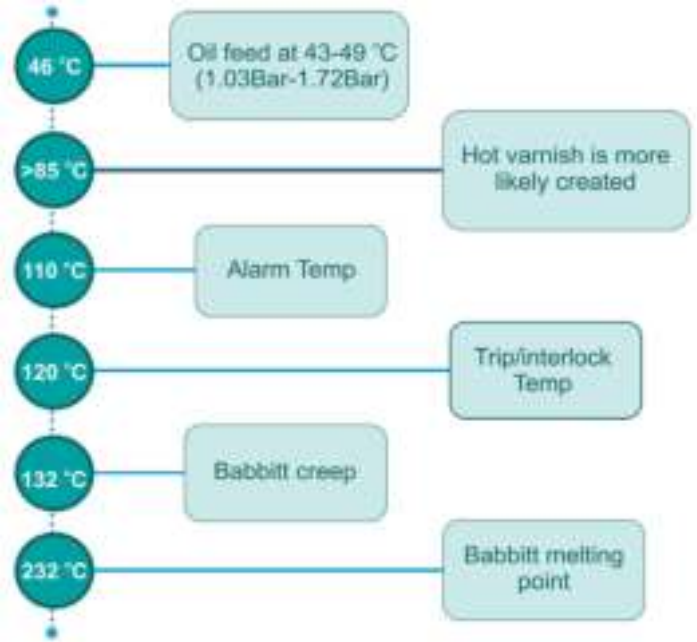 46 °C
Oil feed at 43-49 °C
(1.03Bar-1.72Bar)
>85 °C
Hot varnish is more
likely created
110 °C
Alarm Temp
120 °C
Trip/interlock
Temp
132 °C
Babbitt creep
232 °C
Babbitt melting
point